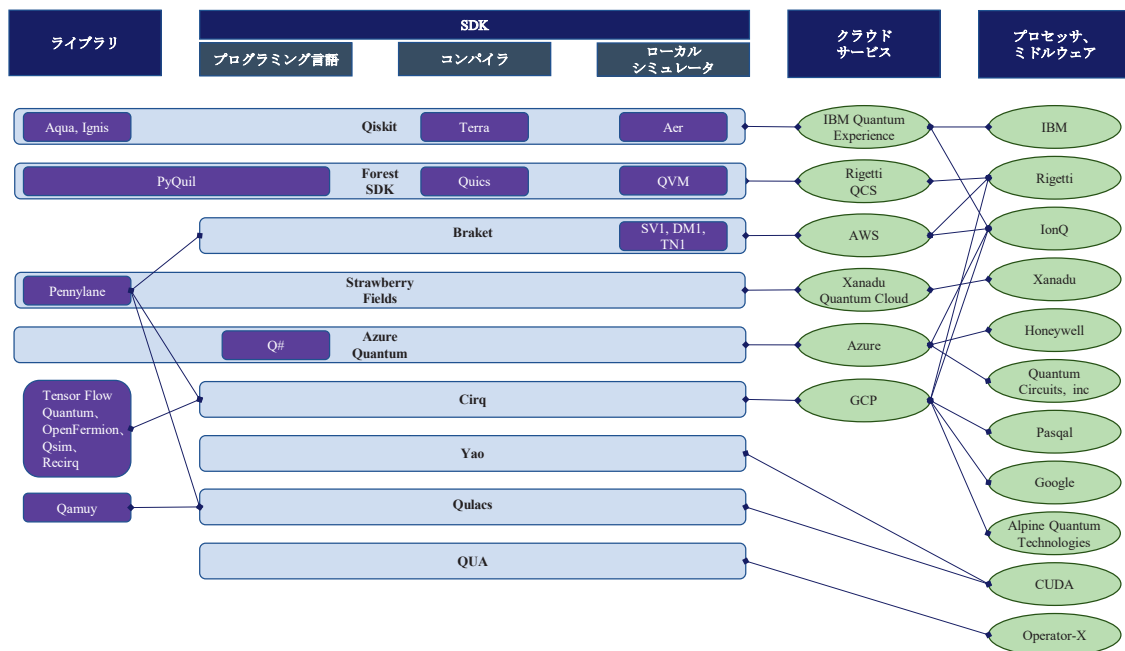 ライブラリ
SDK
プログラミング言語
コンパイラ
ローカル
シミュレータ
クラウド
サービス
プロセッサ、
ミドルウェア
Aqua, Ignis
Qiskit
Terra
Aer
IBM Quantum
Experience
IBM
PyQuil
Forest
SDK
Quics
QVM
Rigetti
QCS
Rigetti
Braket
SV1, DM1,
TN1
AWS
IonQ
Pennylane
Strawberry
Fields
Xanadu
Quantum Cloud
Xanadu
Q#
Azure
Quantum
Azure
Honeywell
Quantum
Circuits, inc
Tensor Flow
Quantum、
OpenFermion、
Qsim、
Recirq
Cirq
GCP
Pasqal
Yao
Google
Qamuy
Qulacs
Alpine Quantum
Technologies
QUA
CUDA
Operator-X